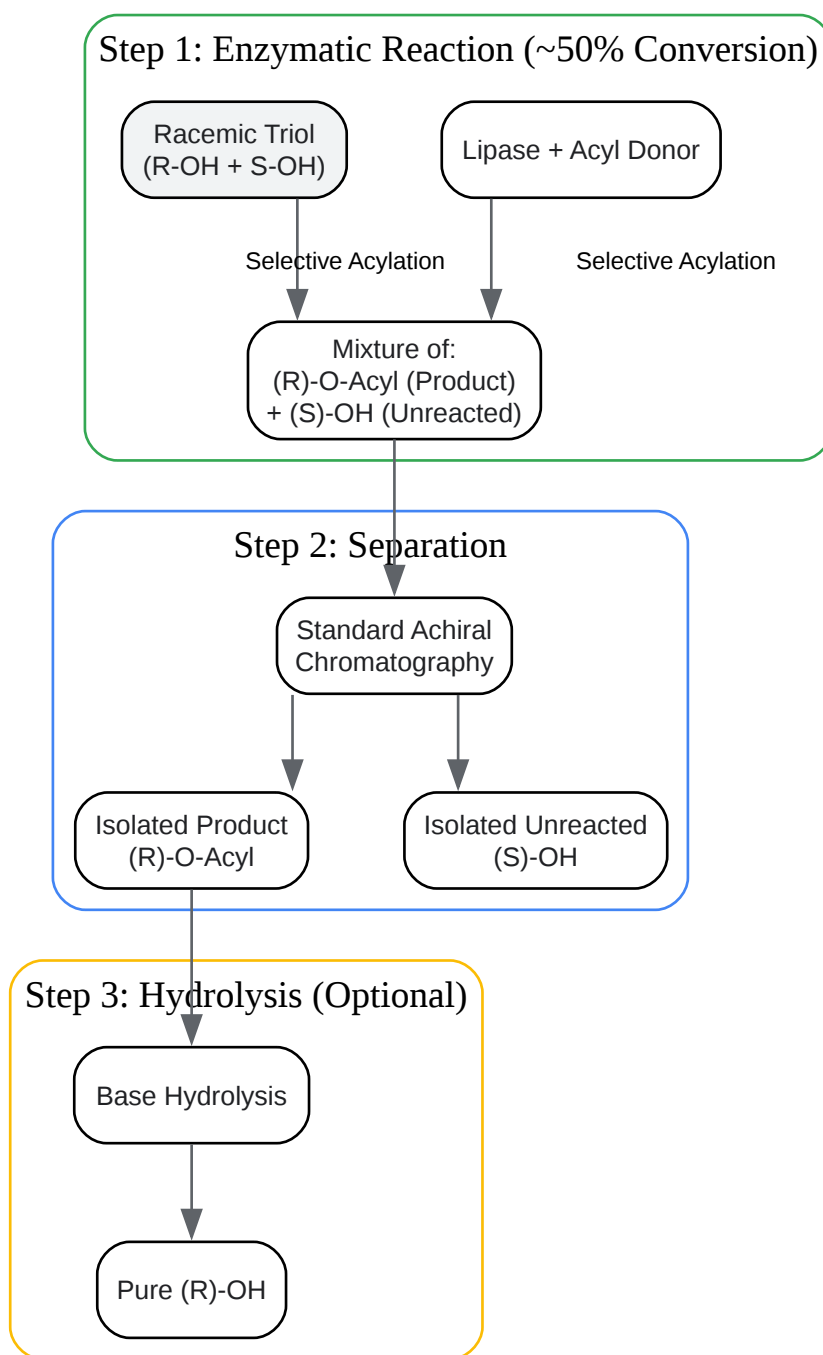 Step 1: Enzymatic Reaction (~50% Conversion)
Racemic Triol
(R-OH + S-OH)
Lipase + Acyl Donor
Selective Acylation
Selective Acylation
Mixture of:
(R)-O-Acyl (Product)
+ (S)-OH (Unreacted)
Step 2: Separation
Standard Achiral
Chromatography
Isolated Product
(R)-O-Acyl
Isolated Unreacted
(S)-OH
Step 3: Hydrolysis (Optional)
Base Hydrolysis
Pure (R)-OH